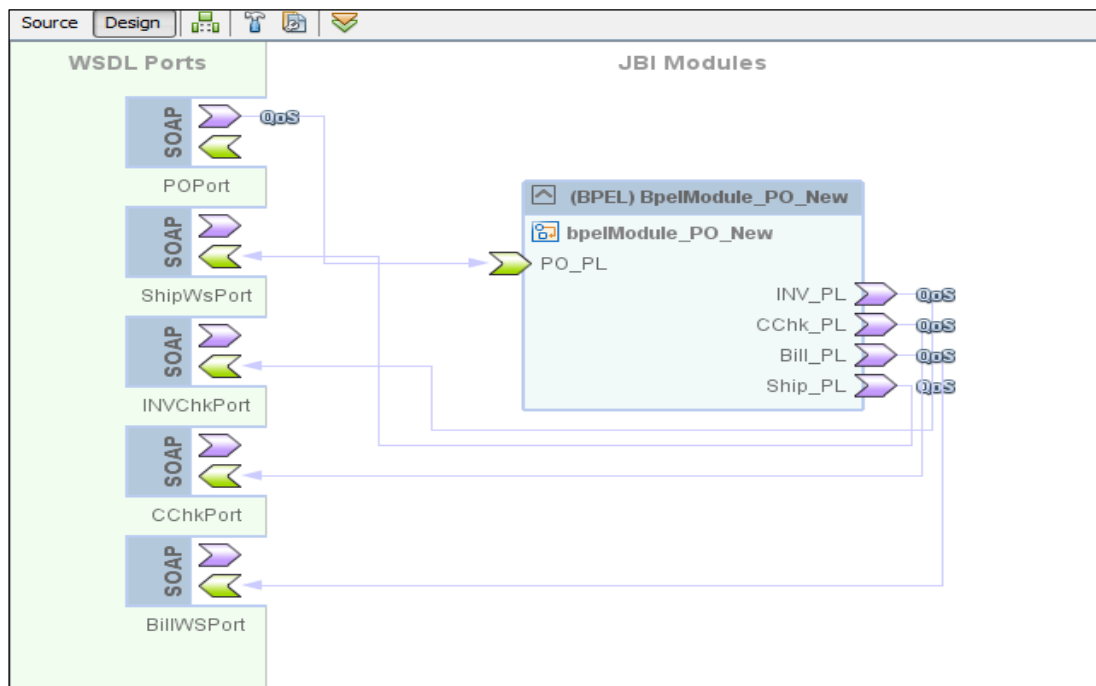 Source Design
WSDL Ports
JBI Modules
SOAP
QoS
POPort
SOAP
ShipWsPort
SOAP
INVChkPort
SOAP
CChkPort
SOAP
BillWSPort
(BPEL) BpelModule_PO_New
bpelModule_PO_New
PO_PL
INV_PL QoS
CChk_PL QoS
Bill_PL QoS
Ship_PL QoS